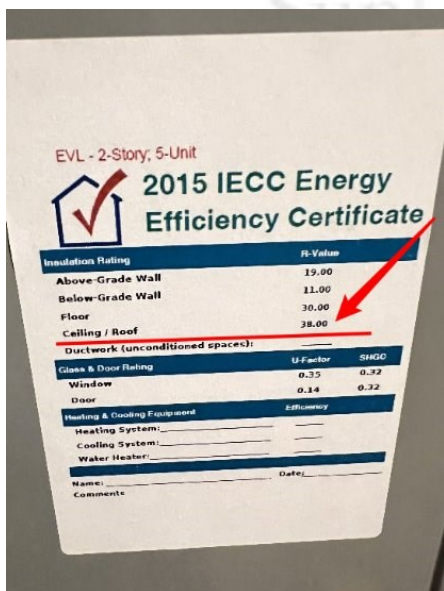 EVL - 2-Story; 5-Unit
2015 IECC Energy
Efficiency Certificate
Insulation Rating R-Value
Above-Grade Wall 19.00
Below-Grade Wall 11.00
Floor 30.00
Ceiling / Roof 38.00
Ductwork (unconditioned spaces):
Glass & Door Rating U-Factor SHGC
Window 0.35 0.32
Door 0.14 0.32
Heating & Cooling Equipment Efficiency
Heating System:
Cooling System:
Water Heater:
Name: Date:
Comments